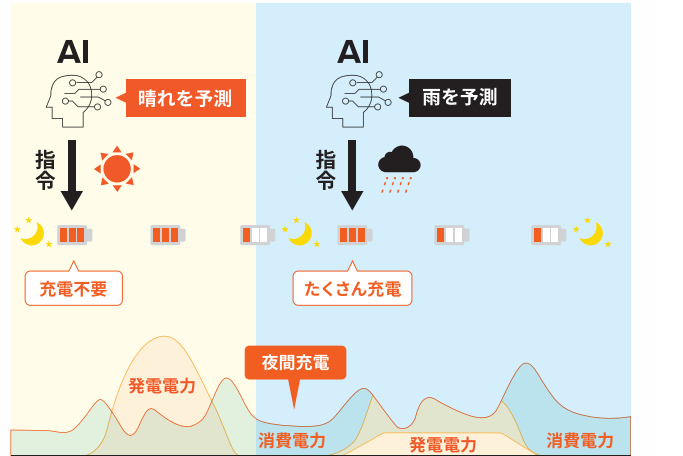 AI
晴れを予測
指令
充電不要
AI
雨を予測
指令
たくさん充電
発電電力
夜間充電
消費電力
発電電力
消費電力